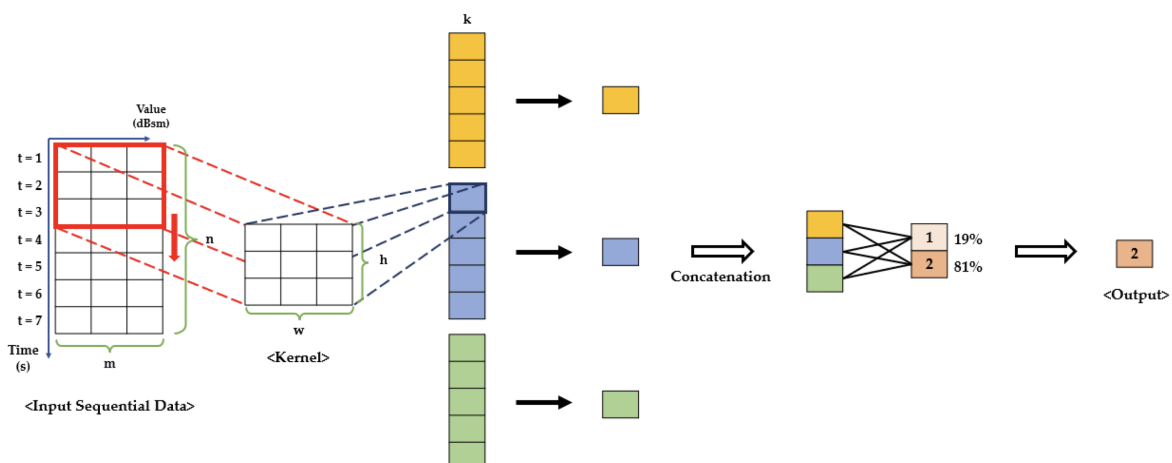 k
Value
(dBsm)
t = 1
t = 2
t = 3
t = 4
t = 5
t = 6
t = 7
n
h
Time
(s)
m
w
<Kernel>
<Input Sequential Data>
Concatenation
1 19%
2 81%
2
<Output>